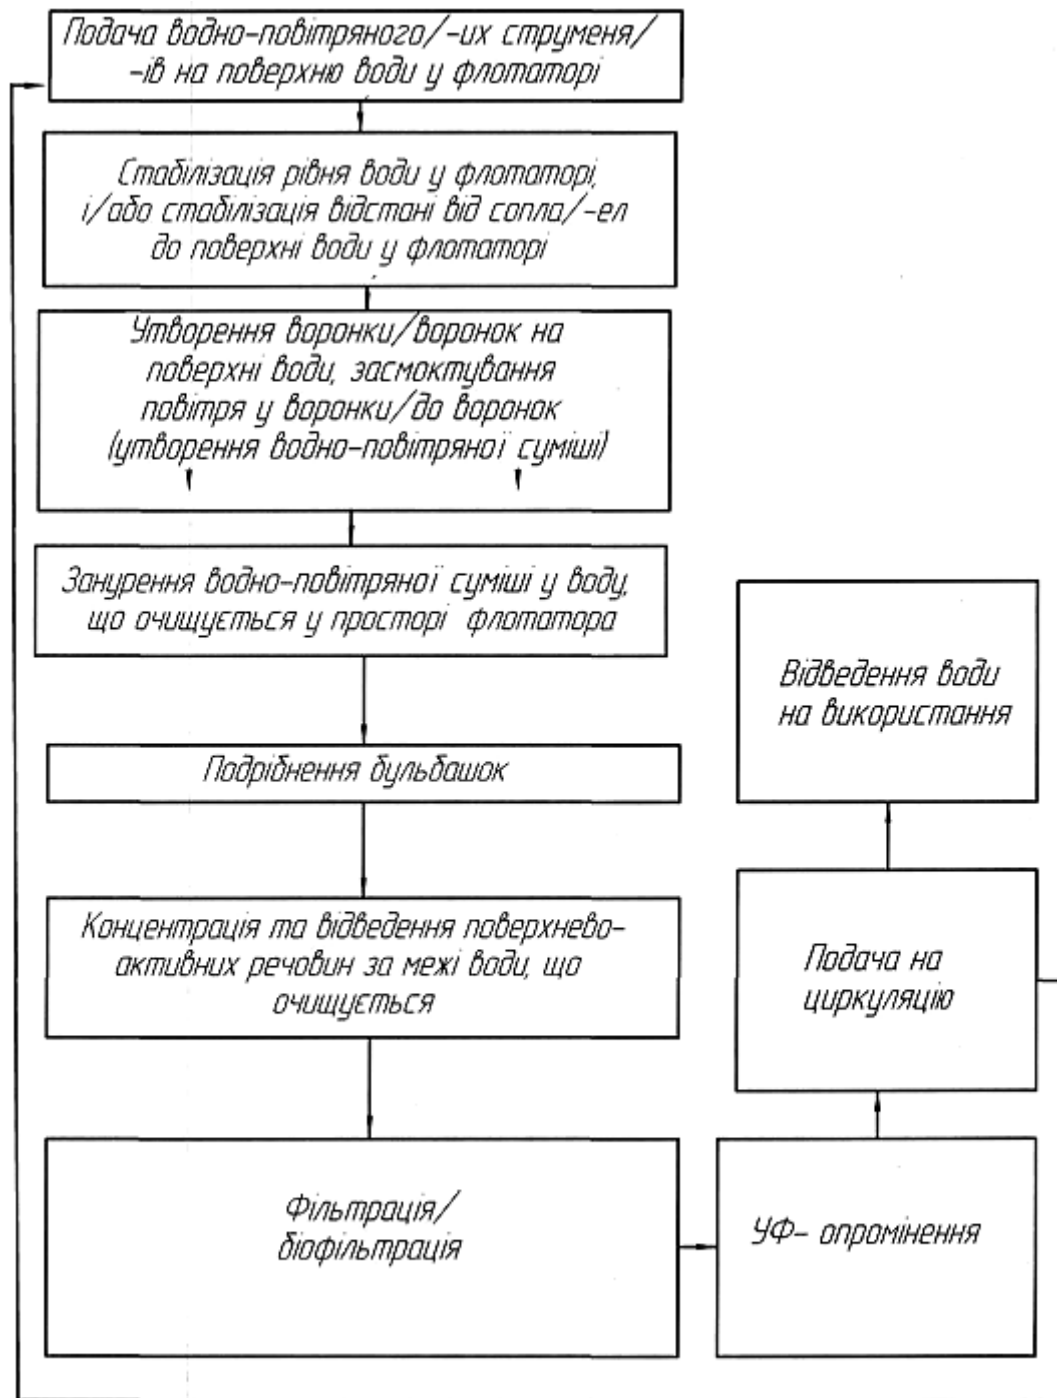 Подача водно-повітряного/-их струменя/
-ів на поверхню води у флотаторі
Стабілізація рівня води у флотаторі,
і/або стабілізація відстані від сопла/-ел
до поверхні води у флотаторі
Утворення воронки/воронок на
поверхні води, засмоктування
повітря у воронки/до воронок
(утворення водно-повітряної суміші)
Занурення водно-повітряної суміші у воду,
що очищується у просторі флотатора
Подрібнення бульбашок
Концентрація та відведення поверхнево-
активних речовин за межі води, що
очищується
Фільтрація/
біофільтрація
УФ- опромінення
Подача на
циркуляцію
Відведення води
на використання